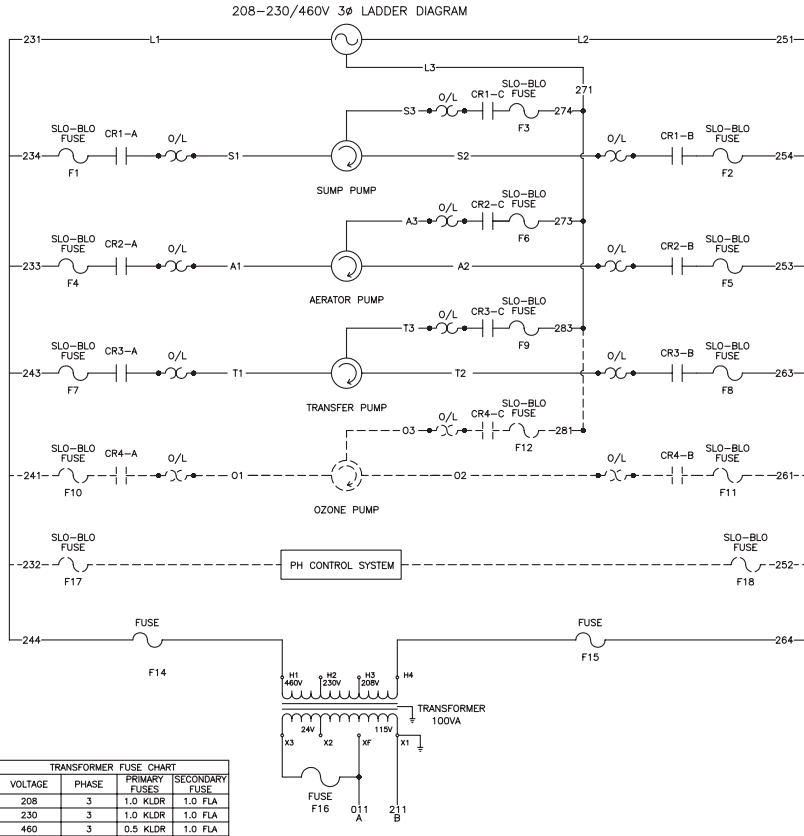 208-230/460V 3ø LADDER DIAGRAM
231 L1 L2 251
L3
271
S3 O/L CR1-C SLO-BLO FUSE 274
F3
SLO-BLO FUSE CR1-A O/L CR1-B SLO-BLO FUSE
234 S1 S2 O/L 254
F1 F2
SUMP PUMP
A3 O/L CR2-C SLO-BLO FUSE 273
F6
SLO-BLO FUSE CR2-A O/L O/L CR2-B SLO-BLO FUSE
233 A1 A2 253
F4 F5
AERATOR PUMP
T3 O/L CR3-C SLO-BLO FUSE 283
F9
SLO-BLO FUSE CR3-A O/L O/L CR3-B SLO-BLO FUSE
243 T1 T2 263
F7 F8
TRANSFER PUMP
O3 O/L CR4-C SLO-BLO FUSE 281
F12
SLO-BLO FUSE CR4-A O/L O/L CR4-B SLO-BLO FUSE
241 O1 O2 261
F10 F11
OZONE PUMP
SLO-BLO FUSE SLO-BLO FUSE
232 PH CONTROL SYSTEM 252
F17 F18
FUSE FUSE
244 264
F14 F15
H1 H2 H3 H4
460V 230V 208V
TRANSFORMER
100VA
24V 115V
X3 X2 XF X1
FUSE
F16
011 211
A B
TRANSFORMER FUSE CHART
VOLTAGE PHASE PRIMARY FUSES SECONDARY FUSE
208 3 1.0 KLDR 1.0 FLA
230 3 1.0 KLDR 1.0 FLA
460 3 0.5 KLDR 1.0 FLA